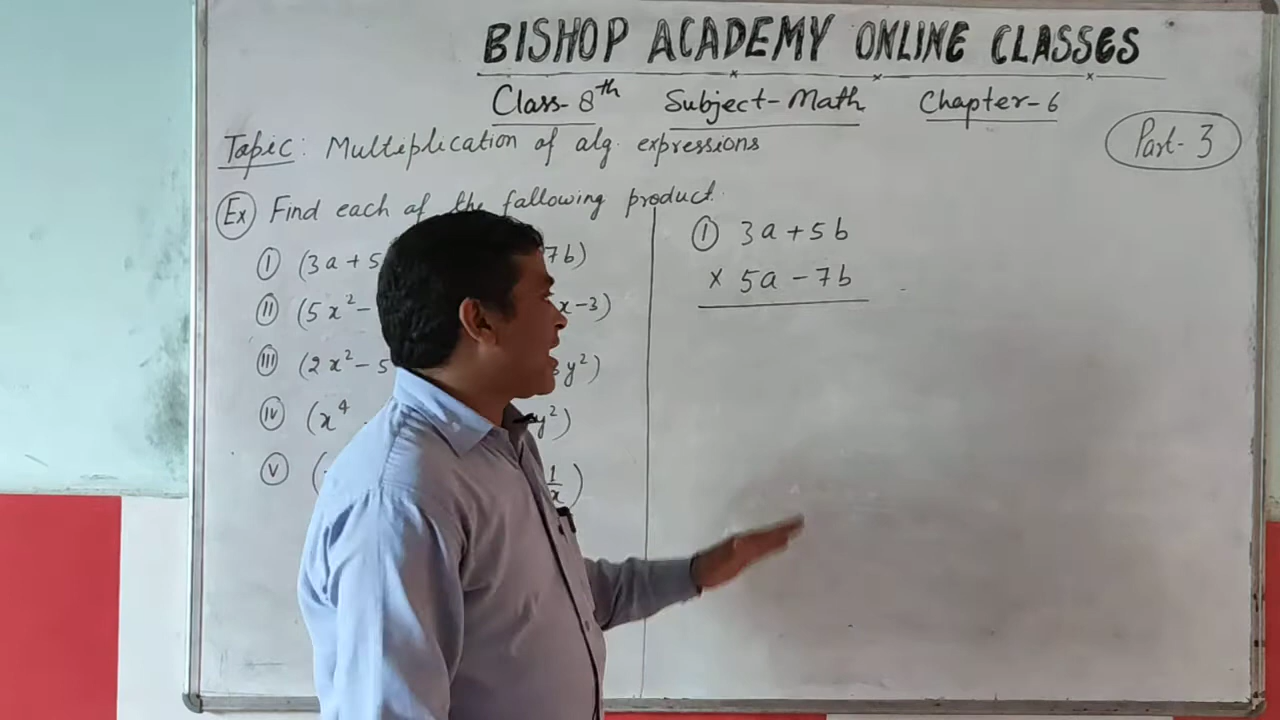 BISHOP ACADEMY ONLINE CLASSES
Class-8th Subject-Math Chapter-6
Topic: Multiplication of alg. expressions
Part-3
Ex Find each of the following product.
I (3a+5 7b)
II (5x²- x-3)
III (2x²-5 y²)
IV (x⁴ y²)
V ( 1/x)
I 3a+5b
× 5a-7b